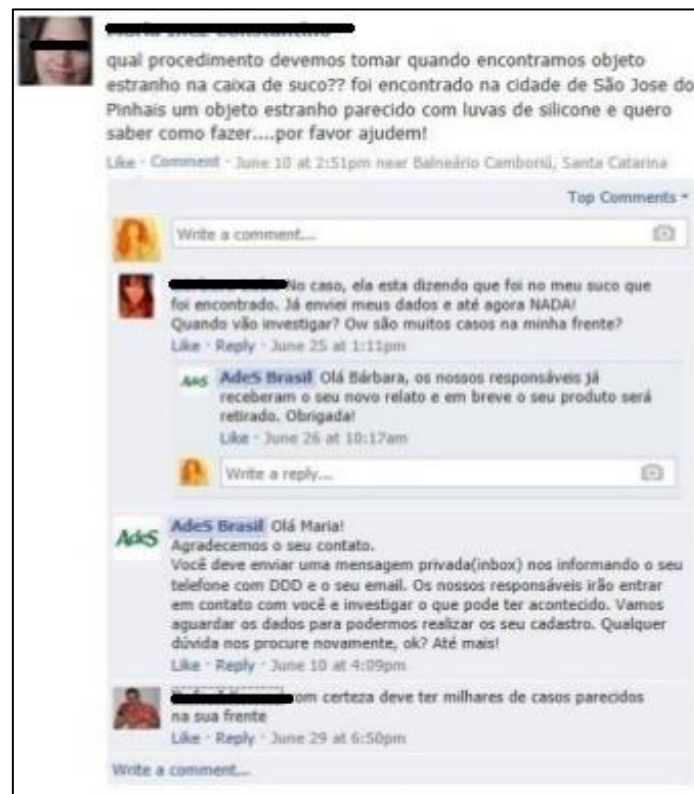 qual procedimento devemos tomar quando encontramos objeto
estranho na caixa de suco?? foi encontrado na cidade de São Jose do
Pinhais um objeto estranho parecido com luvas de silicone e quero
saber como fazer....por favor ajudem!
Like · Comment · June 10 at 2:51pm near Balneário Camboriú, Santa Catarina
Top Comments
Write a comment...
No caso, ela esta dizendo que foi no meu suco que
foi encontrado. Já enviei meus dados e até agora NADA!
Quando vão investigar? Ow são muitos casos na minha frente?
Like · Reply · June 25 at 1:11pm
AdeS
AdeS Brasil Olá Bárbara, os nossos responsáveis já
receberam o seu novo relato e em breve o seu produto será
retirado. Obrigada!
Like · June 26 at 10:17am
Write a reply...
AdeS
AdeS Brasil Olá Maria!
Agradecemos o seu contato.
Você deve enviar uma mensagem privada(inbox) nos informando o seu
telefone com DDD e o seu email. Os nossos responsáveis irão entrar
em contato com você e investigar o que pode ter acontecido. Vamos
aguardar os dados para podermos realizar os seu cadastro. Qualquer
dúvida nos procure novamente, ok? Até mais!
Like · Reply · June 10 at 4:09pm
om certeza deve ter milhares de casos parecidos
na sua frente
Like · Reply · June 29 at 6:50pm
Write a comment...